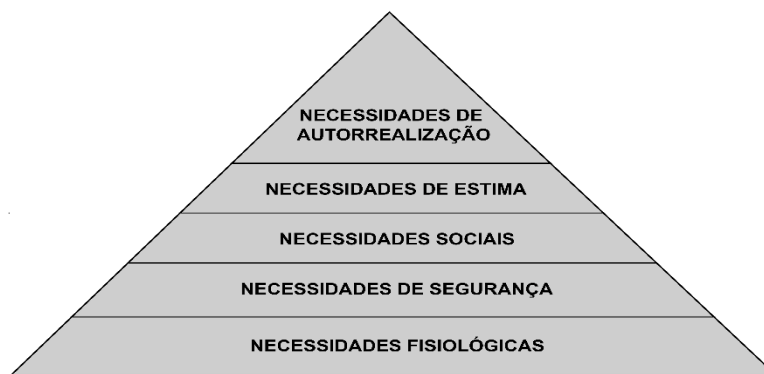 NECESSIDADES DE
AUTORREALIZAÇÃO
NECESSIDADES DE ESTIMA
NECESSIDADES SOCIAIS
NECESSIDADES DE SEGURANÇA
NECESSIDADES FISIOLÓGICAS